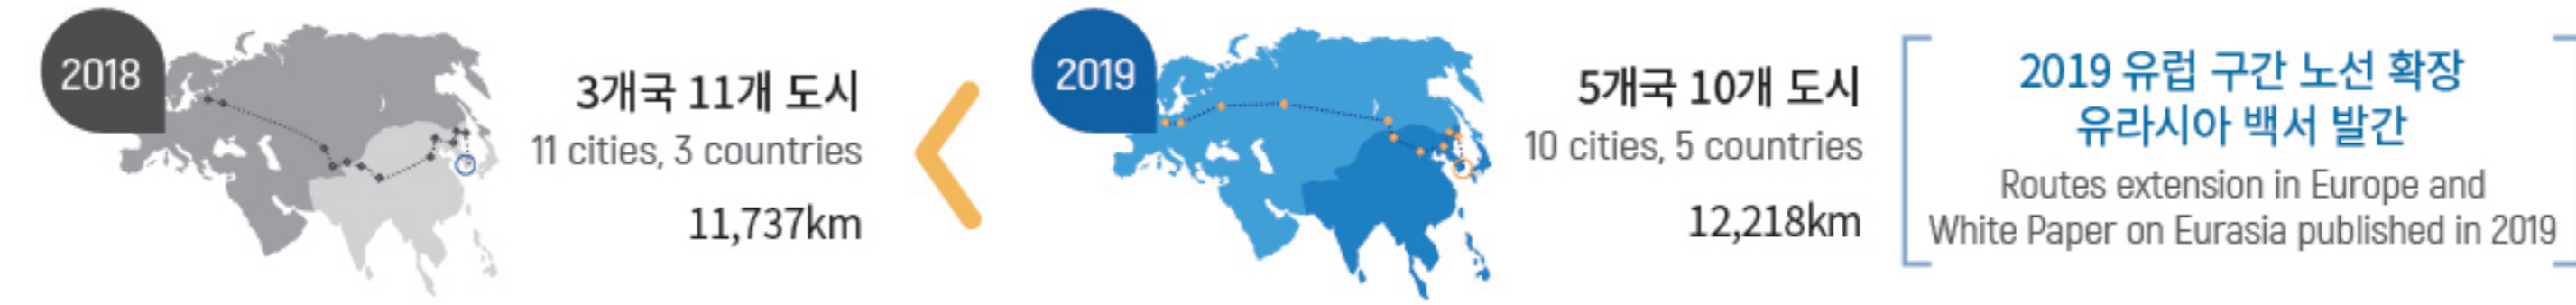 2018
3개국 11개 도시
11 cities, 3 countries
11,737km
2019
5개국 10개 도시
10 cities, 5 countries
12,218km
2019 유럽 구간 노선 확장
유라시아 백서 발간
Routes extension in Europe and
White Paper on Eurasia published in 2019